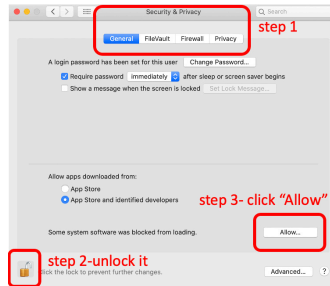 Security & Privacy
Search
step 1
General FileVault Firewall Privacy
A login password has been set for this user Change Password...
Require password immediately after sleep or screen saver begins
Show a message when the screen is locked Set Lock Message...
Allow apps downloaded from:
App Store
App Store and identified developers
step 3- click "Allow"
Some system software was blocked from loading. Allow...
step 2-unlock it
Click the lock to prevent further changes. Advanced... ?